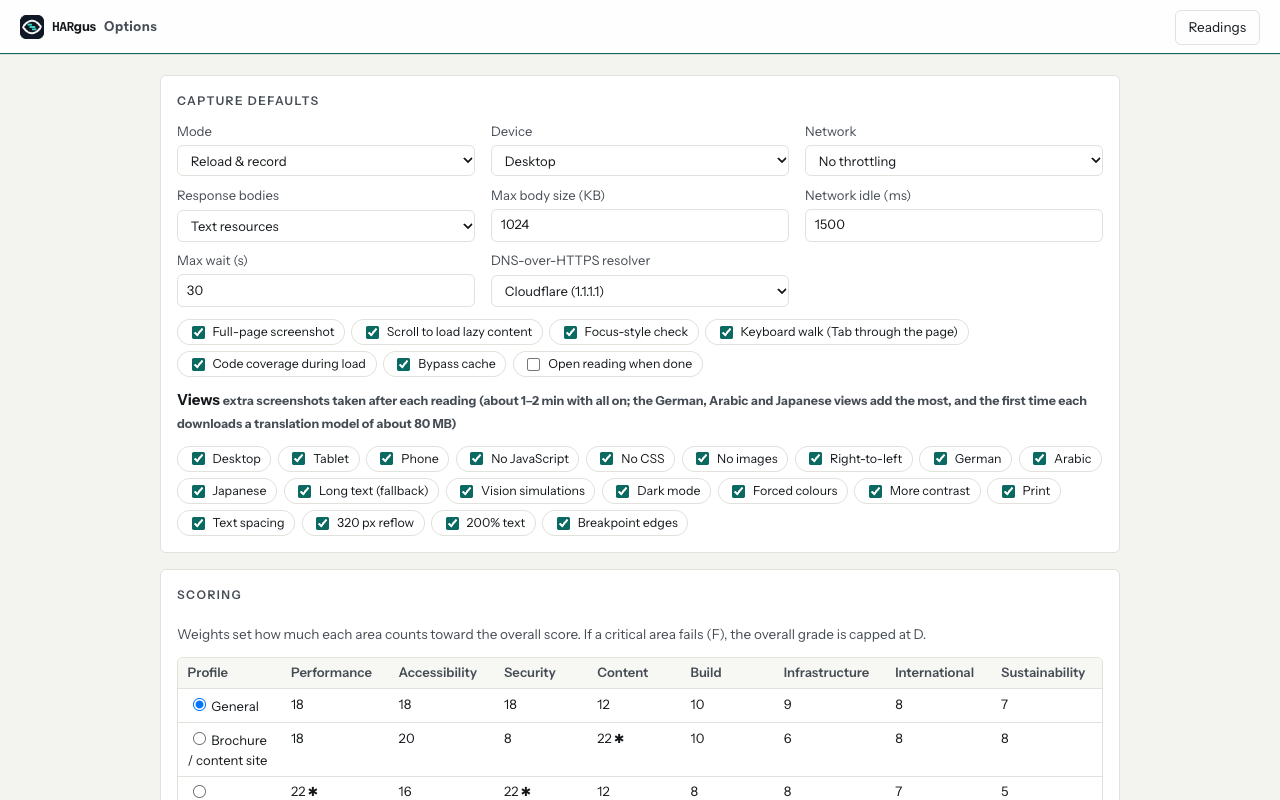 HARgus Options
Readings
CAPTURE DEFAULTS
Mode
Device
Network
Reload & record
Desktop
No throttling
Response bodies
Max body size (KB)
Network idle (ms)
Text resources
1024
1500
Max wait (s)
DNS-over-HTTPS resolver
30
Cloudflare (1.1.1.1)
Full-page screenshot
Scroll to load lazy content
Focus-style check
Keyboard walk (Tab through the page)
Code coverage during load
Bypass cache
Open reading when done
Views extra screenshots taken after each reading (about 1–2 min with all on; the German, Arabic and Japanese views add the most, and the first time each
downloads a translation model of about 80 MB)
Desktop
Tablet
Phone
No JavaScript
No CSS
No images
Right-to-left
German
Arabic
Japanese
Long text (fallback)
Vision simulations
Dark mode
Forced colours
More contrast
Print
Text spacing
320 px reflow
200% text
Breakpoint edges
SCORING
Weights set how much each area counts toward the overall score. If a critical area fails (F), the overall grade is capped at D.
Profile Performance Accessibility Security Content Build Infrastructure International Sustainability
General 18 18 18 12 10 9 8 7
Brochure / content site 18 20 8 22 ✱ 10 6 8 8
22 ✱ 16 22 ✱ 12 8 8 7 5